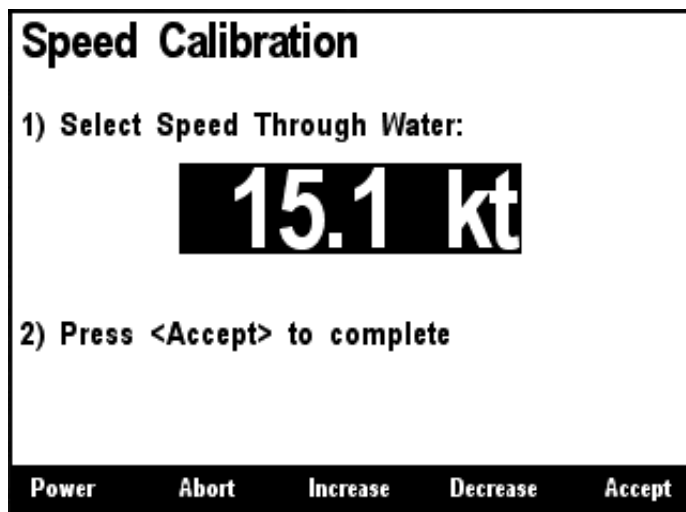 Speed Calibration
1) Select Speed Through Water:
15.1 kt
2) Press <Accept> to complete
Power Abort Increase Decrease Accept